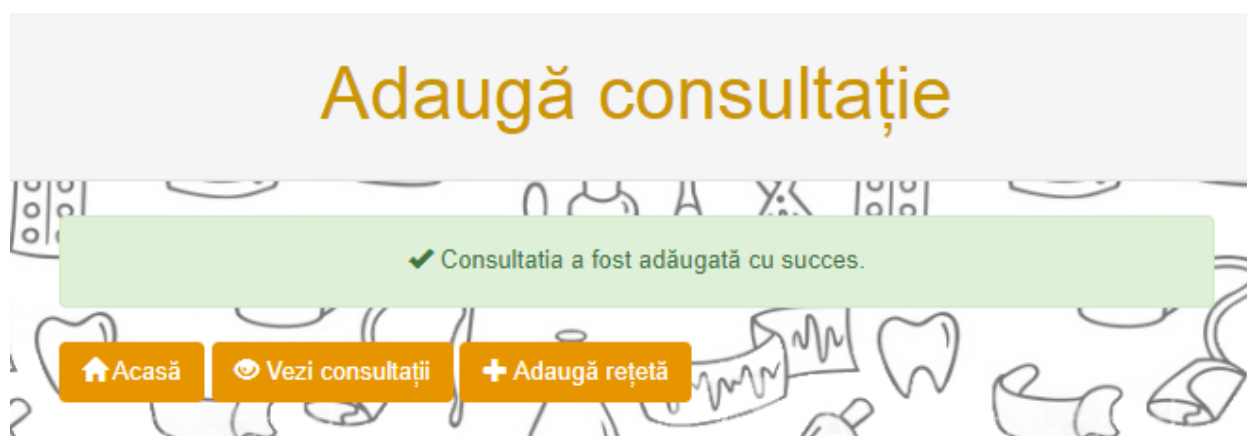 Adaugă consultație
Consultatia a fost adăugată cu succes.
Acasă Vezi consultații Adaugă rețetă